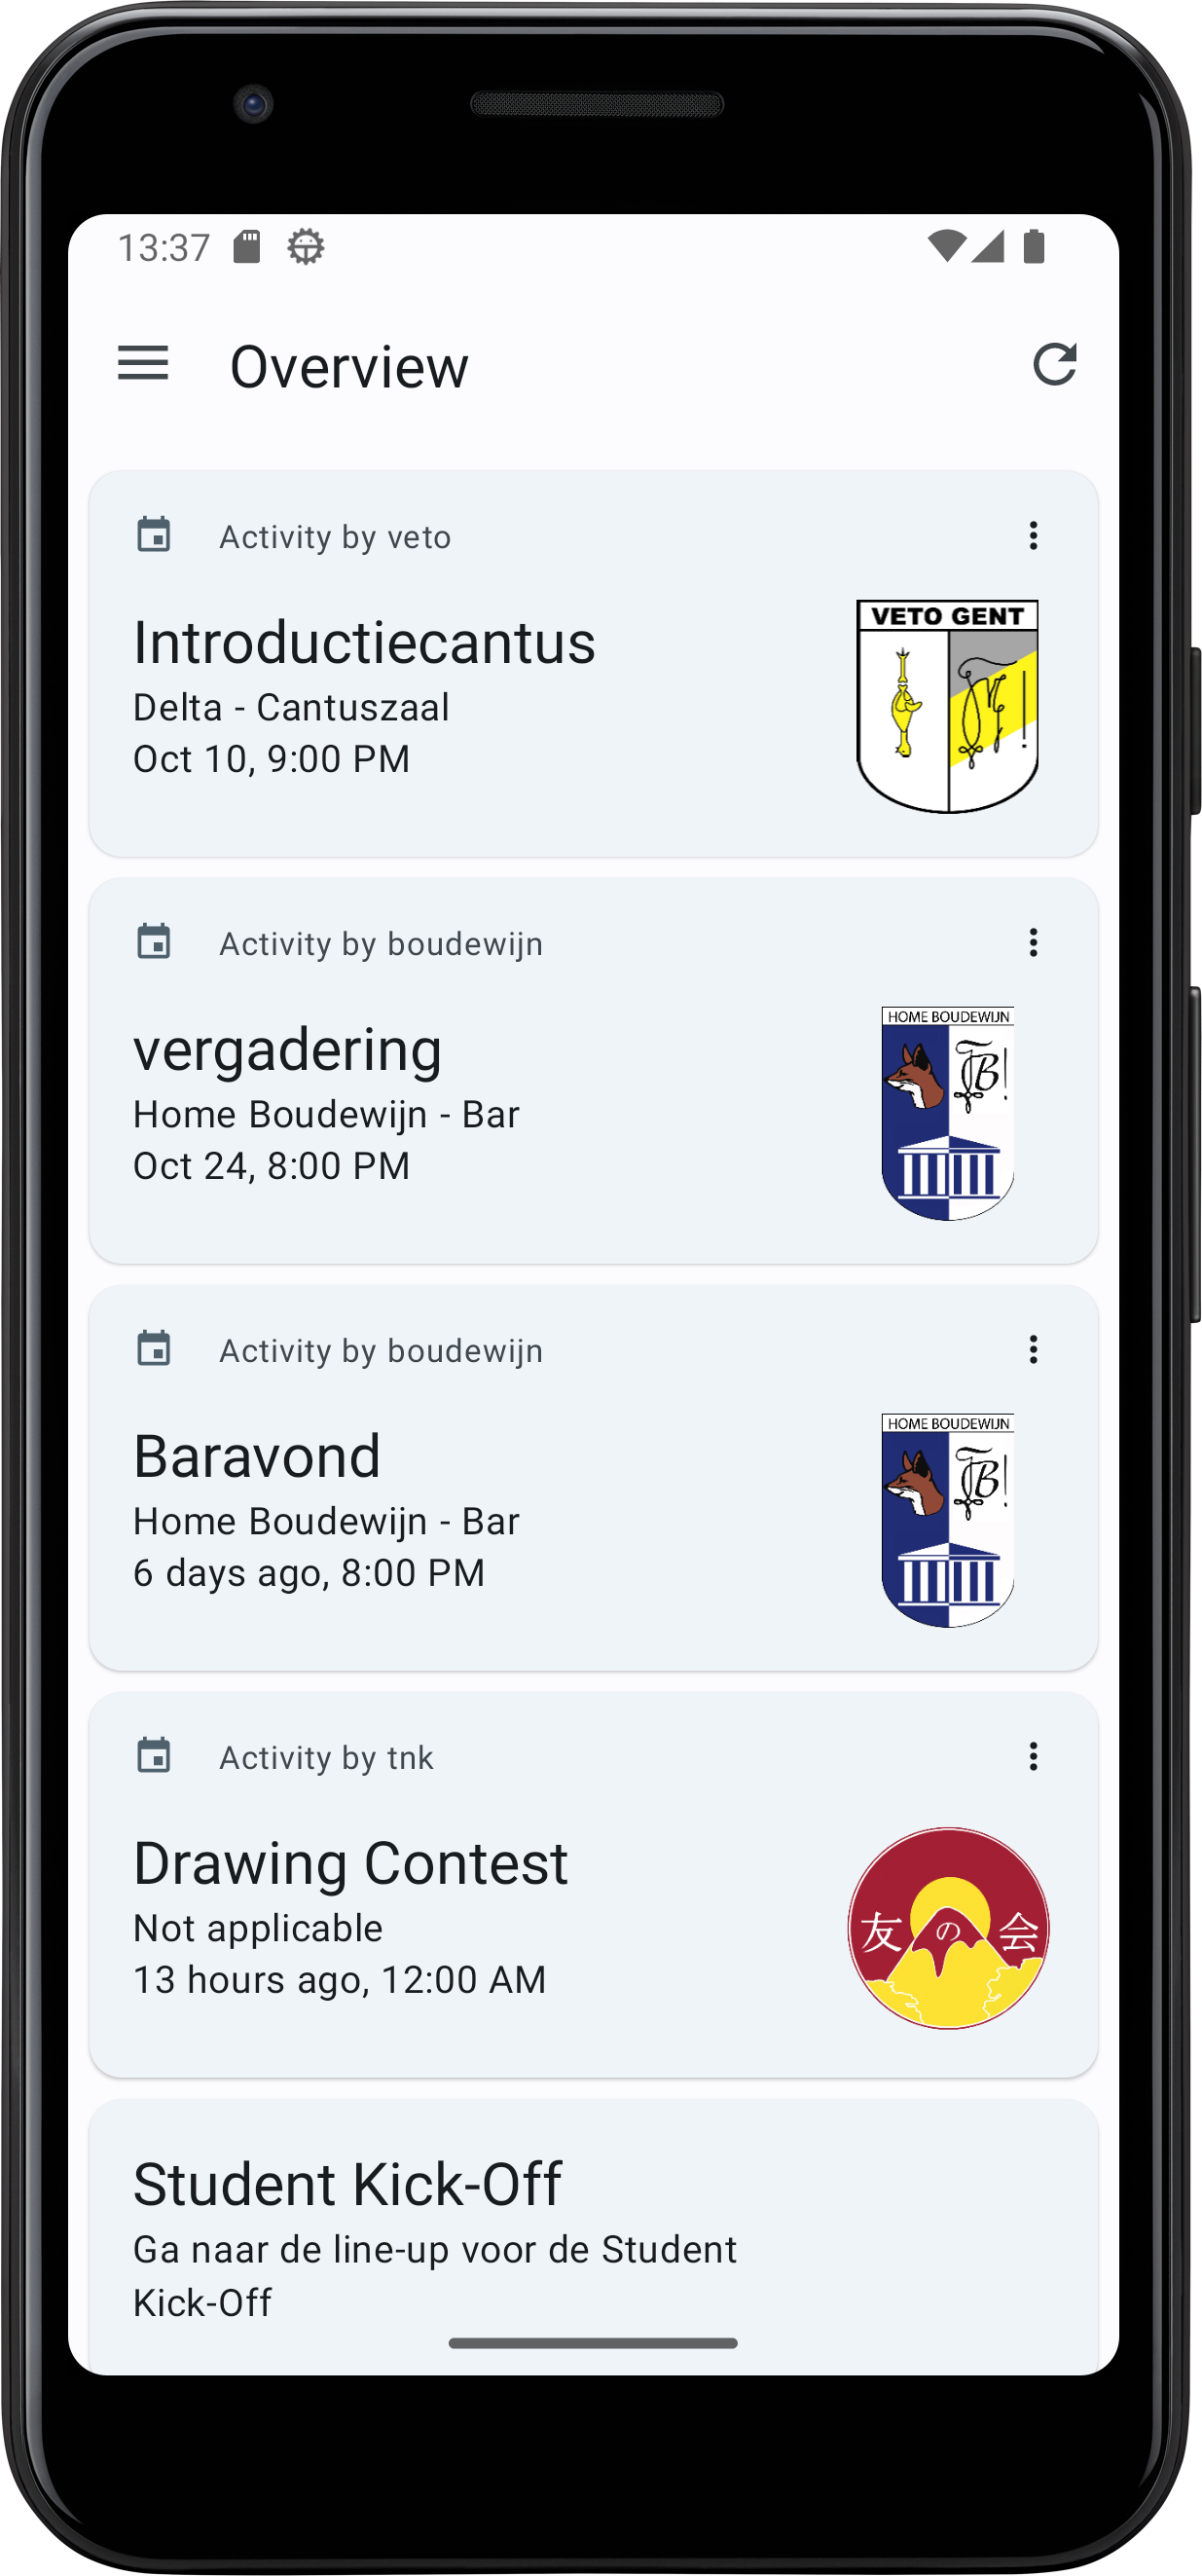 13:37
Overview
Activity by veto
Introductiecantus
Delta - Cantuszaal
Oct 10, 9:00 PM
VETO GENT
Activity by boudewijn
vergadering
Home Boudewijn - Bar
Oct 24, 8:00 PM
HOME BOUDEWIJN
Activity by boudewijn
Baravond
Home Boudewijn - Bar
6 days ago, 8:00 PM
HOME BOUDEWIJN
Activity by tnk
Drawing Contest
Not applicable
13 hours ago, 12:00 AM
友の会
Student Kick-Off
Ga naar de line-up voor de Student
Kick-Off